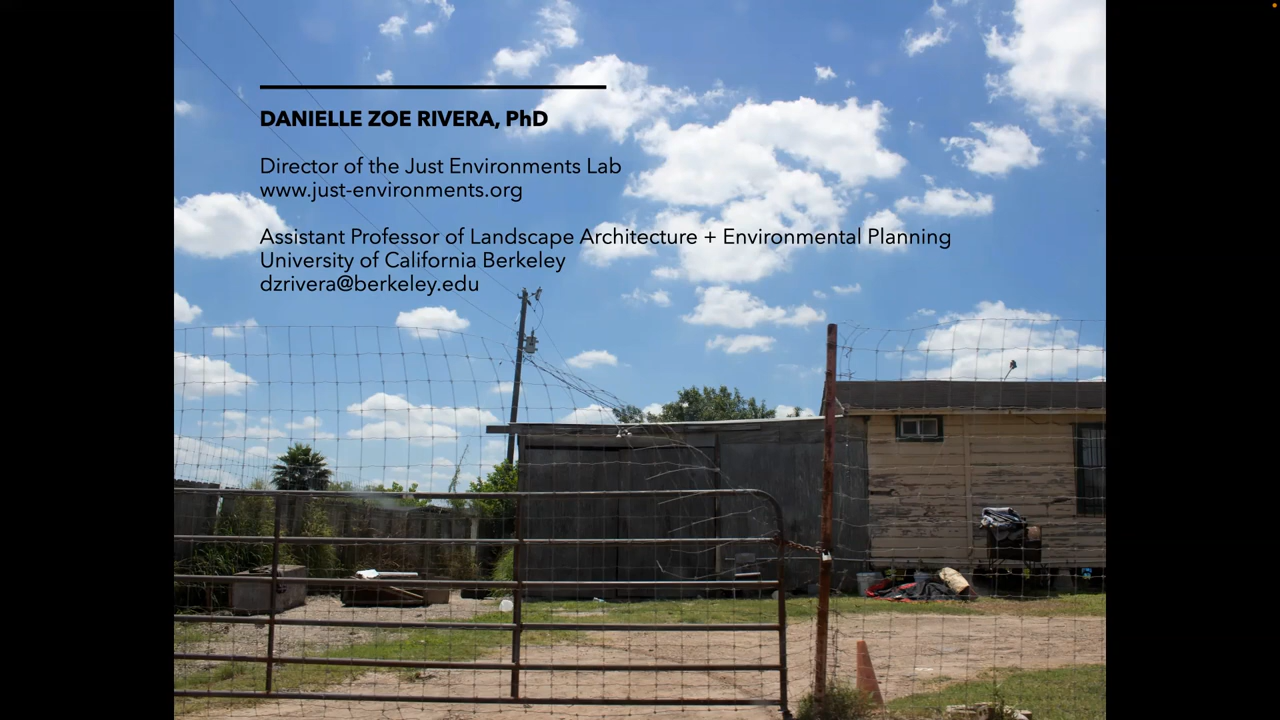 DANIELLE ZOE RIVERA, PhD
Director of the Just Environments Lab
www.just-environments.org
Assistant Professor of Landscape Architecture + Environmental Planning
University of California Berkeley
dzrivera@berkeley.edu